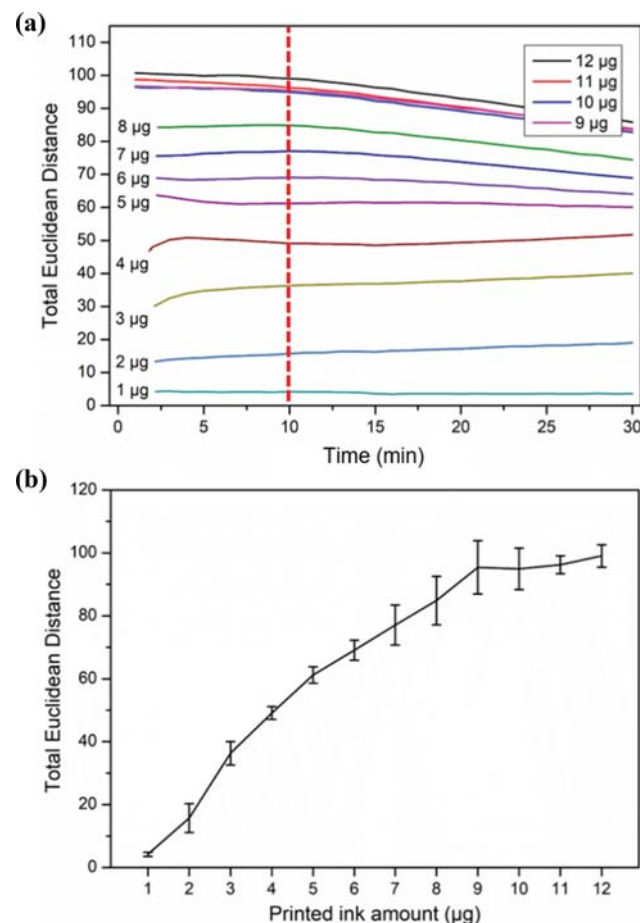 (a)
Total Euclidean Distance
120
110
100
90
80
70
60
50
40
30
20
10
0
12 µg
11 µg
10 µg
9 µg
8 µg
7 µg
6 µg
5 µg
4 µg
3 µg
2 µg
1 µg
0 5 10 15 20 25 30
Time (min)
(b)
Total Euclidean Distance
120
100
80
60
40
20
0
1 2 3 4 5 6 7 8 9 10 11 12
Printed ink amount (µg)